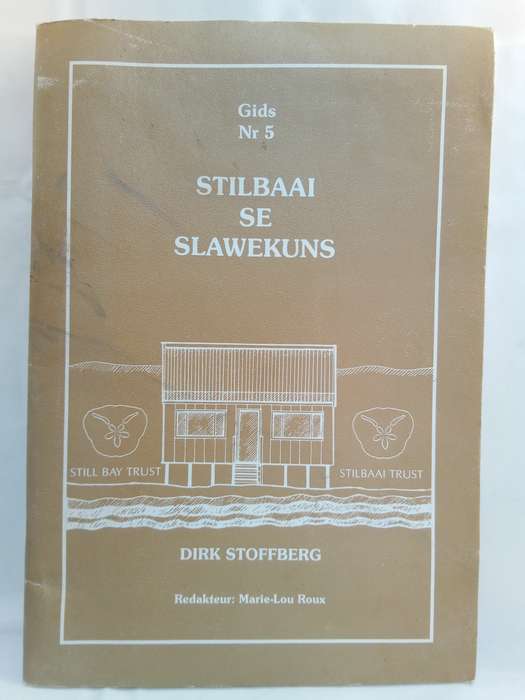 Gids
Nr 5
STILBAAI
SE
SLAWEKUNS
STILL BAY TRUST
STILBAAI TRUST
DIRK STOFFBERG
Redakteur: Marie-Lou Roux